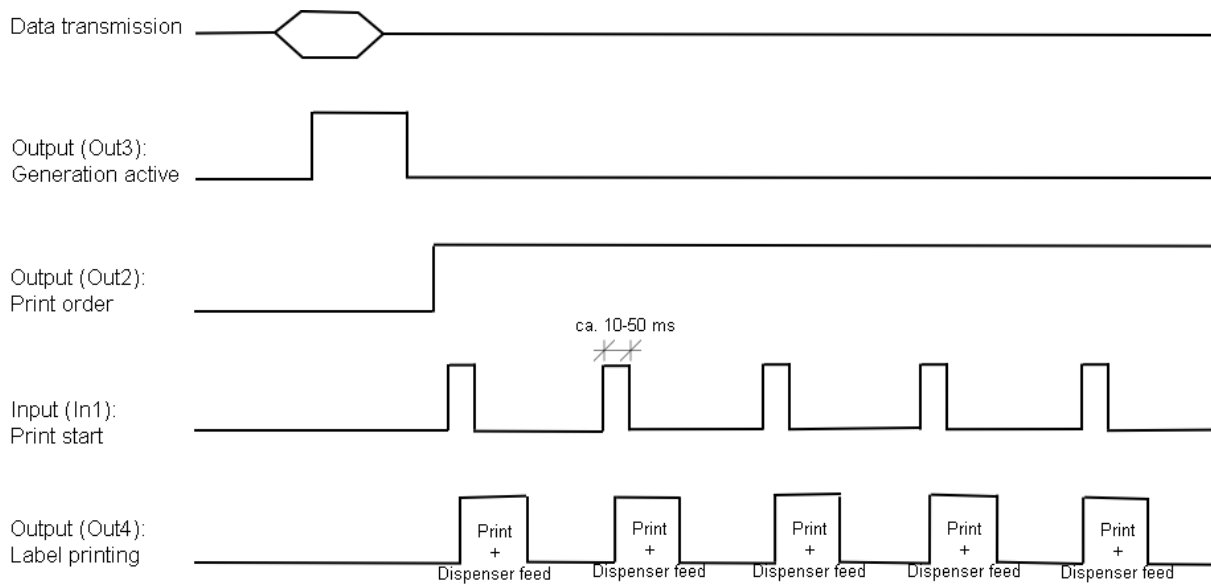 Data transmission
Output (Out3):
Generation active
Output (Out2):
Print order
ca. 10-50 ms
Input (In1):
Print start
Output (Out4):
Label printing
Print
+
Dispenser feed
Print
+
Dispenser feed
Print
+
Dispenser feed
Print
+
Dispenser feed
Print
+
Dispenser feed